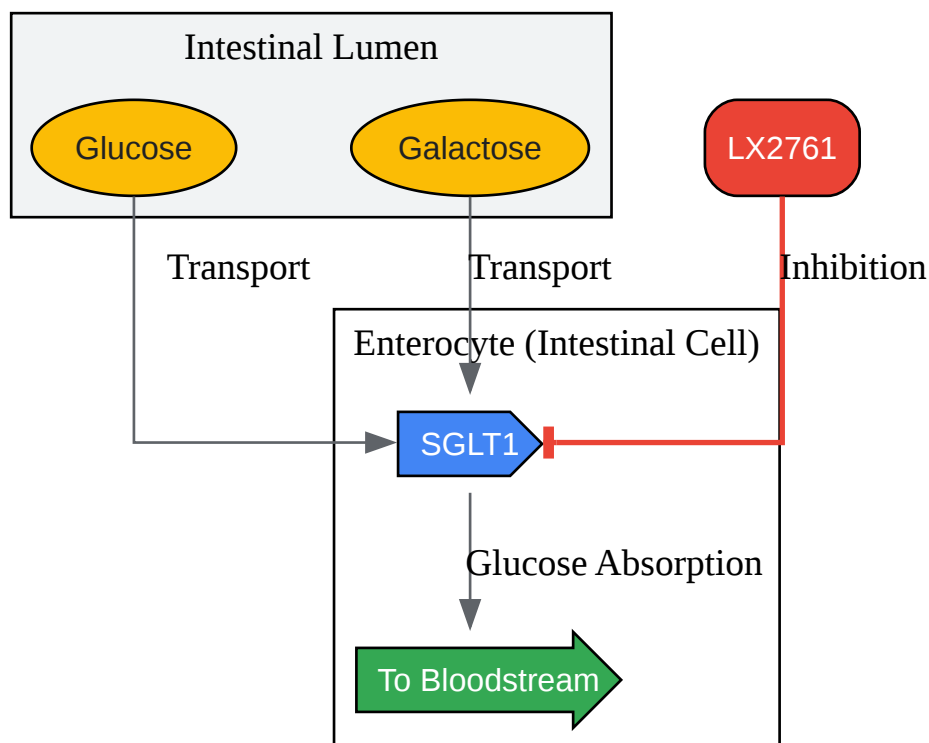 Intestinal Lumen
Glucose
Galactose
LX2761
Transport
Transport
Inhibition
Enterocyte (Intestinal Cell)
SGLT1
Glucose Absorption
To Bloodstream